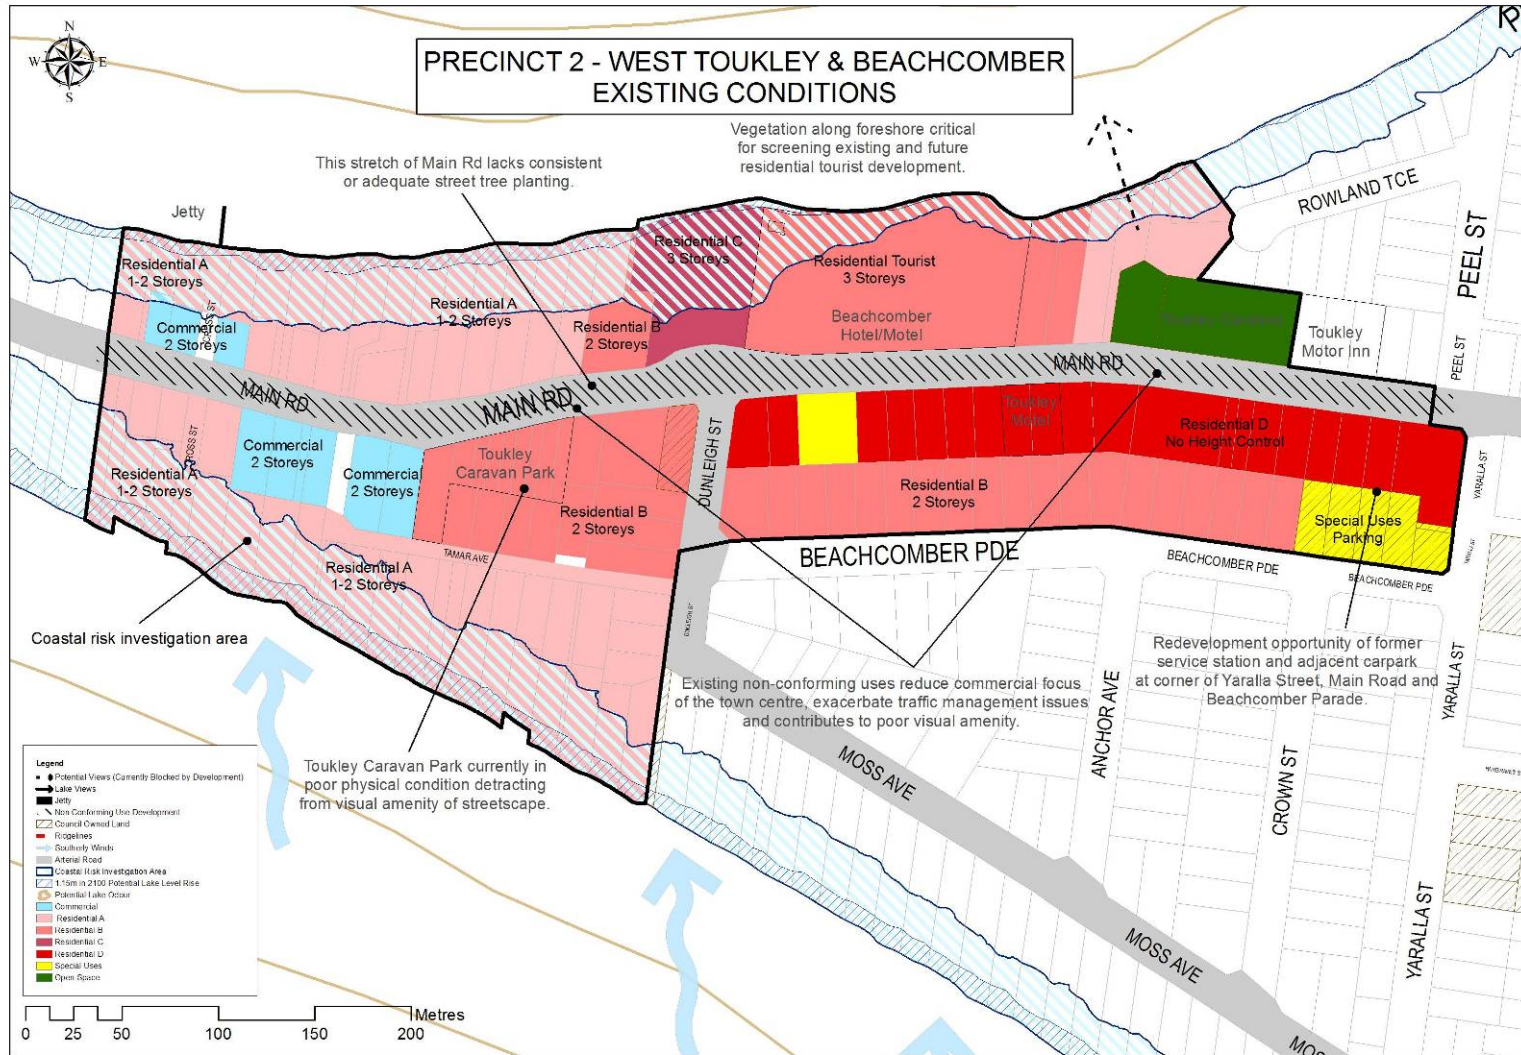 N
W
E
S
PRECINCT 2 - WEST TOUKLEY & BEACHCOMBER
EXISTING CONDITIONS
This stretch of Main Rd lacks consistent
or adequate street tree planting.
Vegetation along foreshore critical
for screening existing and future
residential tourist development.
Jetty
ROWLAND TCE
PEEL ST
PEEL ST
Residential A
1-2 Storeys
Residential A
1-2 Storeys
Residential C
3 Storeys
Residential Tourist
3 Storeys
Beachcomber
Hotel/Motel
Commercial
2 Storeys
Residential B
2 Storeys
Toukley
Motor Inn
MAIN RD
MAIN RD
MAIN RD
CROSS ST
Commercial
2 Storeys
Commercial
2 Storeys
Toukley
Caravan Park
Residential B
2 Storeys
DUNLEIGH ST
Toukley
Motel
Residential D
No Height Control
Residential B
2 Storeys
Special Uses
Parking
YARALLA ST
Residential A
1-2 Storeys
Residential A
1-2 Storeys
TAMAR AVE
BEACHCOMBER PDE
BEACHCOMBER PDE
BEACHCOMBER PDE
Coastal risk investigation area
Existing non-conforming uses reduce commercial focus
of the town centre, exacerbate traffic management issues
and contributes to poor visual amenity.
Redevelopment opportunity of former
service station and adjacent carpark
at corner of Yaralla Street, Main Road and
Beachcomber Parade.
Toukley Caravan Park currently in
poor physical condition detracting
from visual amenity of streetscape.
MOSS AVE
MOSS AVE
MOSS
ANCHOR AVE
CROWN ST
YARALLA ST
YARALLA ST
Legend
Potential Views (Currently Blocked by Development)
Lake Views
Jetty
Non Conforming Use Development
Council Owned Land
Ridgelines
Southerly Winds
Arterial Road
Coastal Risk Investigation Area
1.15m in 2100 Potential Lake Level Rise
Potential Lake Odour
Commercial
Residential A
Residential B
Residential C
Residential D
Special Uses
Open Space
Metres
0 25 50 100 150 200